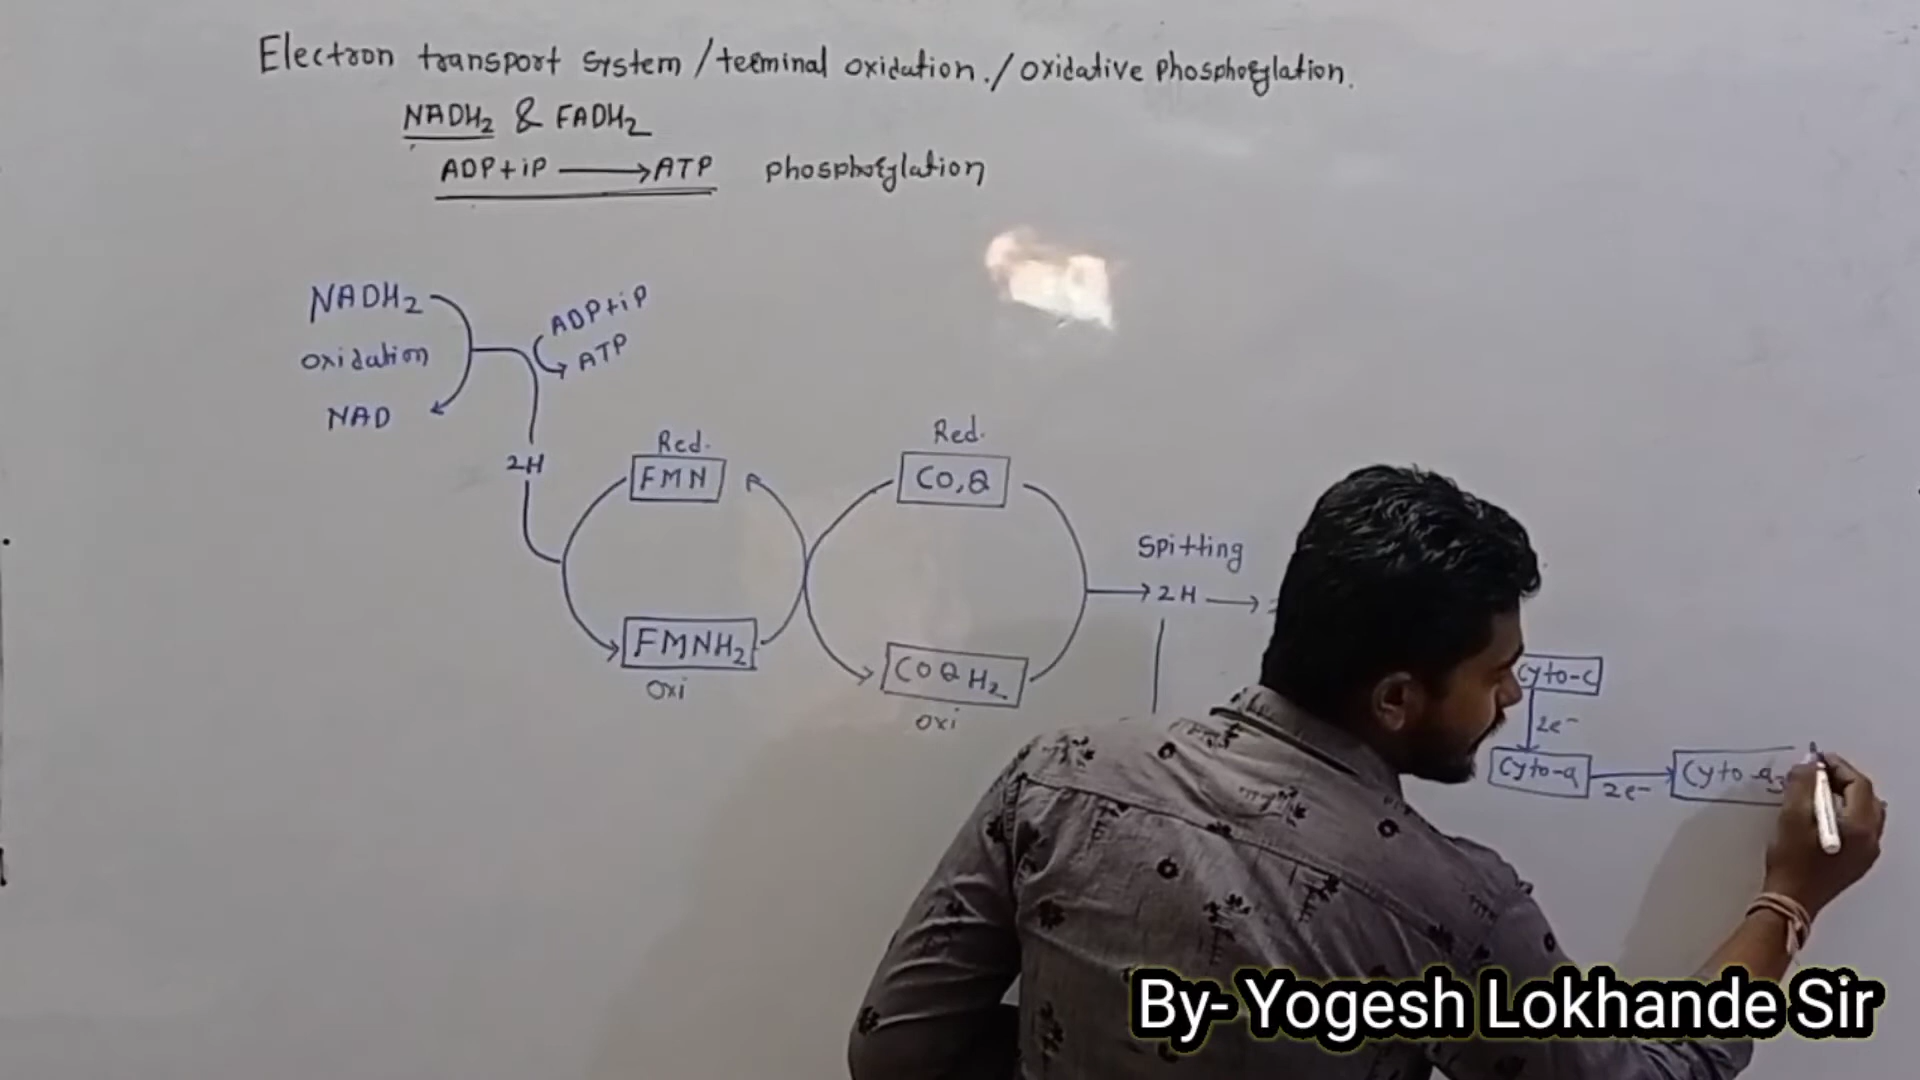 Electron transport system / terminal oxidation. / oxidative phosphorylation.
NADH2 & FADH2
ADP+iP ⟶ ATP phosphorylation
NADH2
oxidation
NAD
ADP+iP
ATP
2H
Red.
FMN
FMNH2
oxi
Red.
CO,Q
COQH2
oxi
Spitting
2H
Cyto-c
2e-
Cyto-a
2e-
Cyto-a3
By- Yogesh Lokhande Sir